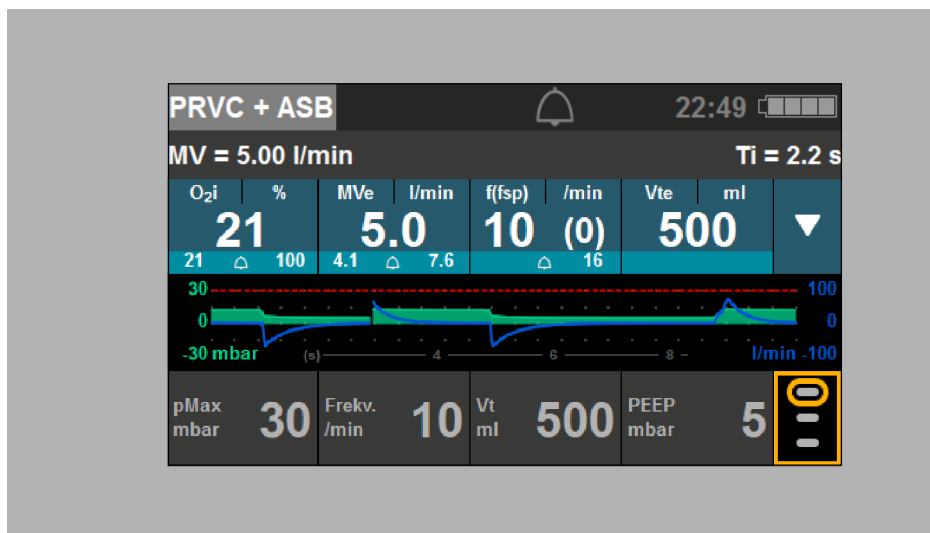 PRVC + ASB 22:49
MV = 5.00 l/min Ti = 2.2 s
O2i % MVe l/min f(fsp) /min Vte ml
21 5.0 10 (0) 500
21 100 4.1 7.6 16
30 100
0 0
-30 mbar (s) 4 6 8 l/min -100
pMax mbar 30 Frekv. /min 10 Vt ml 500 PEEP mbar 5